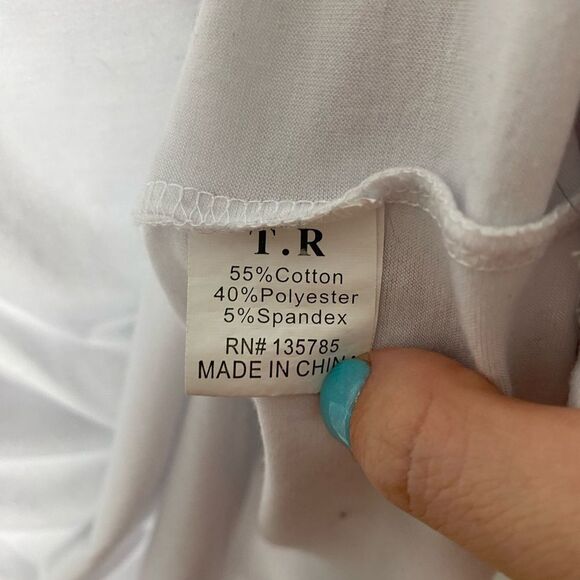 T.R
55%Cotton
40%Polyester
5%Spandex
RN# 135785
MADE IN CHINA